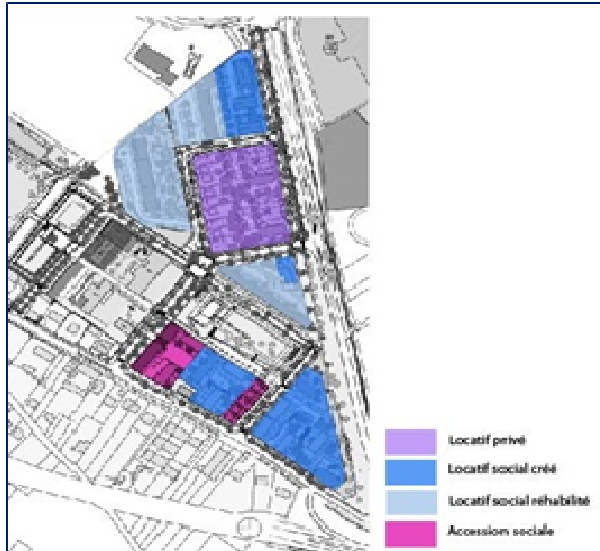 Locatif privé
Locatif social créé
Locatif social réhabilité
Accession sociale